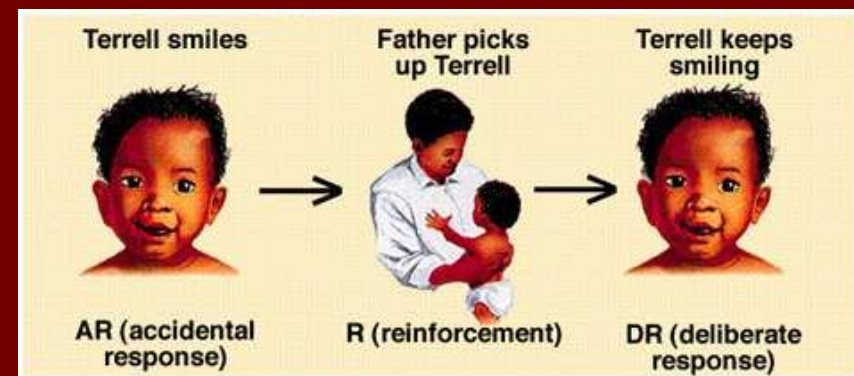 Terrell smiles
Father picks
up Terrell
Terrell keeps
smiling
AR (accidental
response)
R (reinforcement)
DR (deliberate
response)